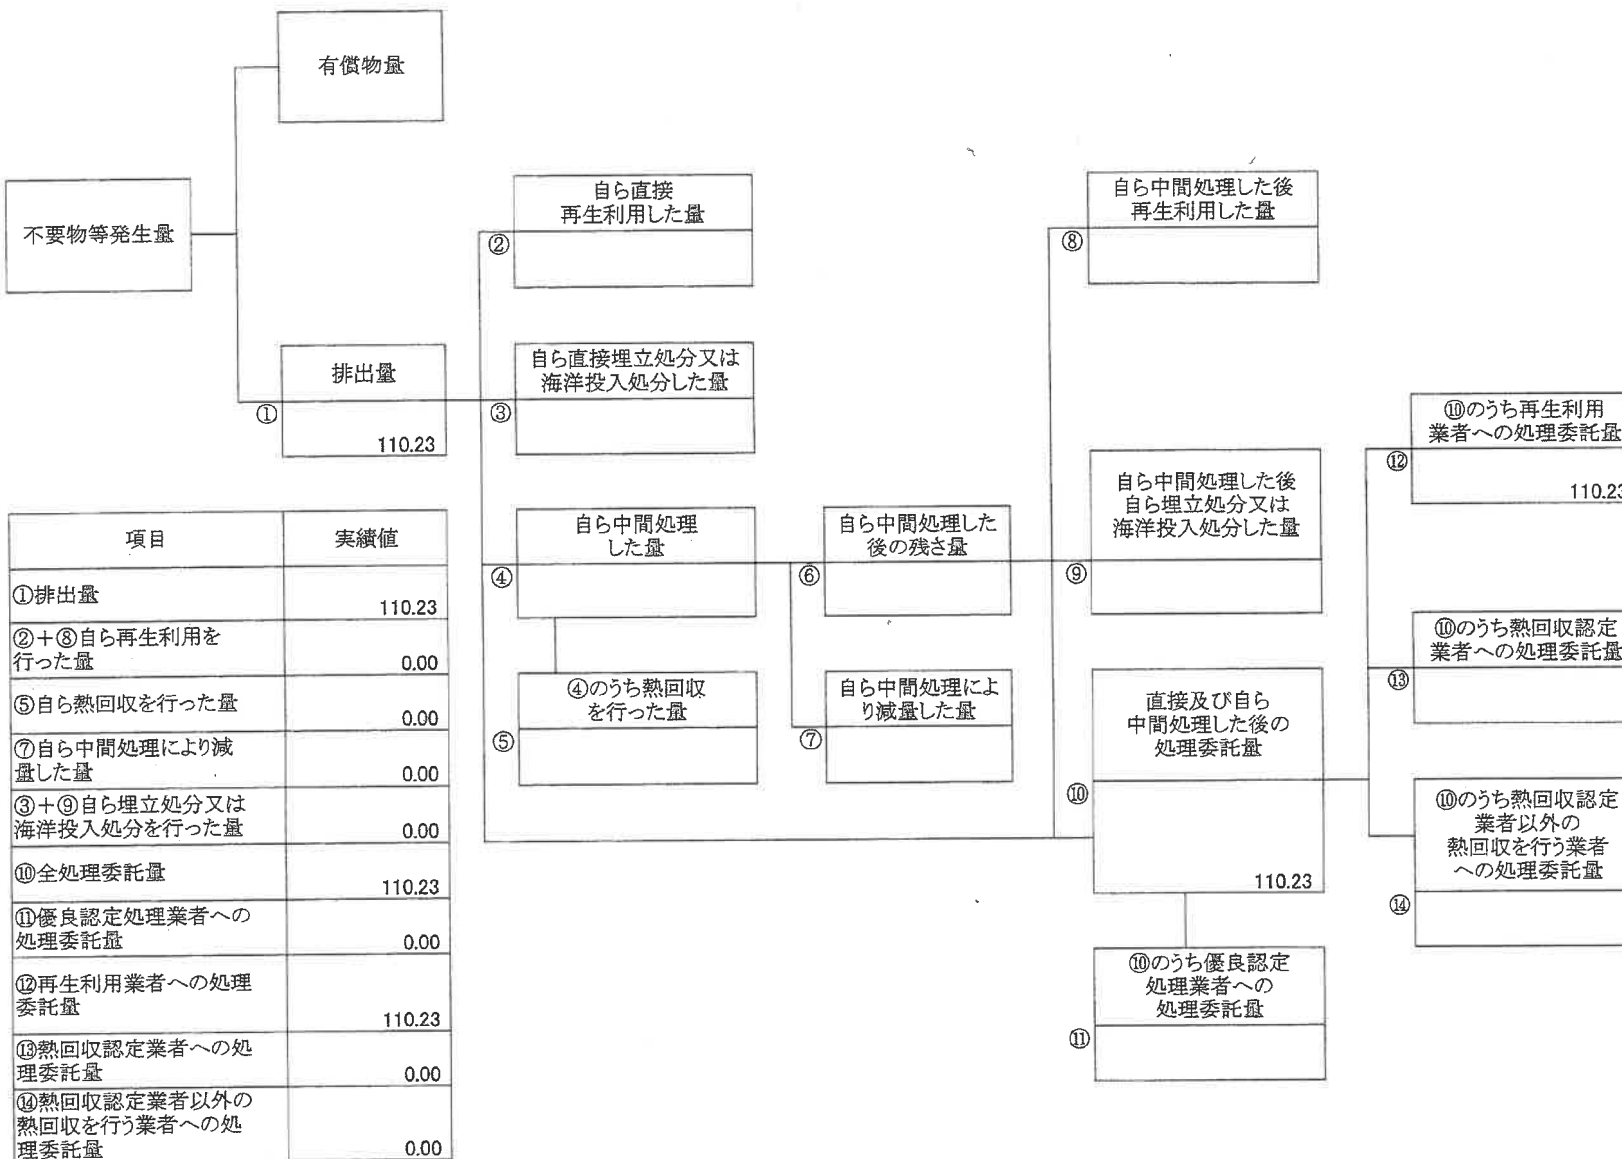 有償物量
不要物等発生量
自ら直接
再生利用した量
②
自ら中間処理した後
再生利用した量
⑧
排出量
①
110.23
自ら直接埋立処分又は
海洋投入処分した量
③
⑩のうち再生利用
業者への処理委託量
⑫
110.23
自ら中間処理
した量
④
自ら中間処理した
後の残さ量
⑥
自ら中間処理した後
自ら埋立処分又は
海洋投入処分した量
⑨
⑩のうち熱回収認定
業者への処理委託量
⑬
④のうち熱回収
を行った量
⑤
自ら中間処理によ
り減量した量
⑦
直接及び自ら
中間処理した後の
処理委託量
⑩
110.23
⑩のうち熱回収認定
業者以外の
熱回収を行う業者
への処理委託量
⑭
⑩のうち優良認定
処理業者への
処理委託量
⑪
項目 実績値
①排出量
110.23
②+⑧自ら再生利用を
行った量 0.00
⑤自ら熱回収を行った量
0.00
⑦自ら中間処理により減
量した量 0.00
③+⑨自ら埋立処分又は
海洋投入処分を行った量 0.00
⑩全処理委託量
110.23
⑪優良認定処理業者への
処理委託量 0.00
⑫再生利用業者への処理
委託量
110.23
⑬熱回収認定業者への処
理委託量 0.00
⑭熱回収認定業者以外の
熱回収を行う業者への処
理委託量 0.00